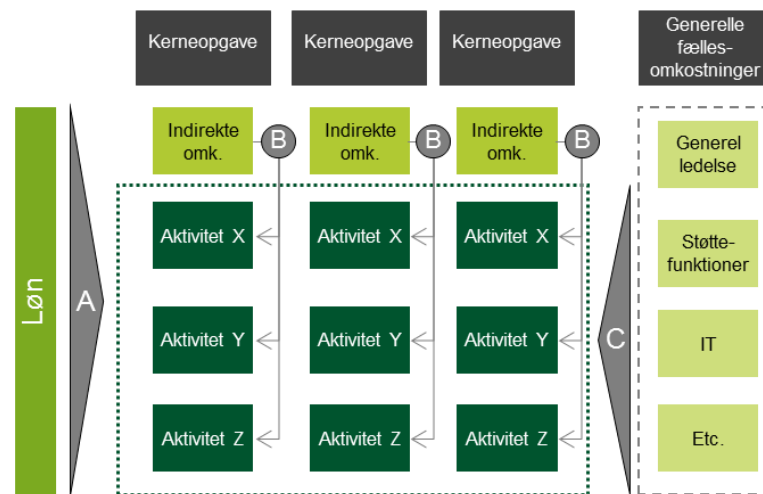 Kerneopgave
Kerneopgave
Kerneopgave
Generelle
fælles-
omkostninger
Løn
A
Indirekte
omk.
B
Indirekte
omk.
B
Indirekte
omk.
B
Aktivitet X
Aktivitet X
Aktivitet X
Aktivitet Y
Aktivitet Y
Aktivitet Y
Aktivitet Z
Aktivitet Z
Aktivitet Z
C
Generel
ledelse
Støtte-
funktioner
IT
Etc.